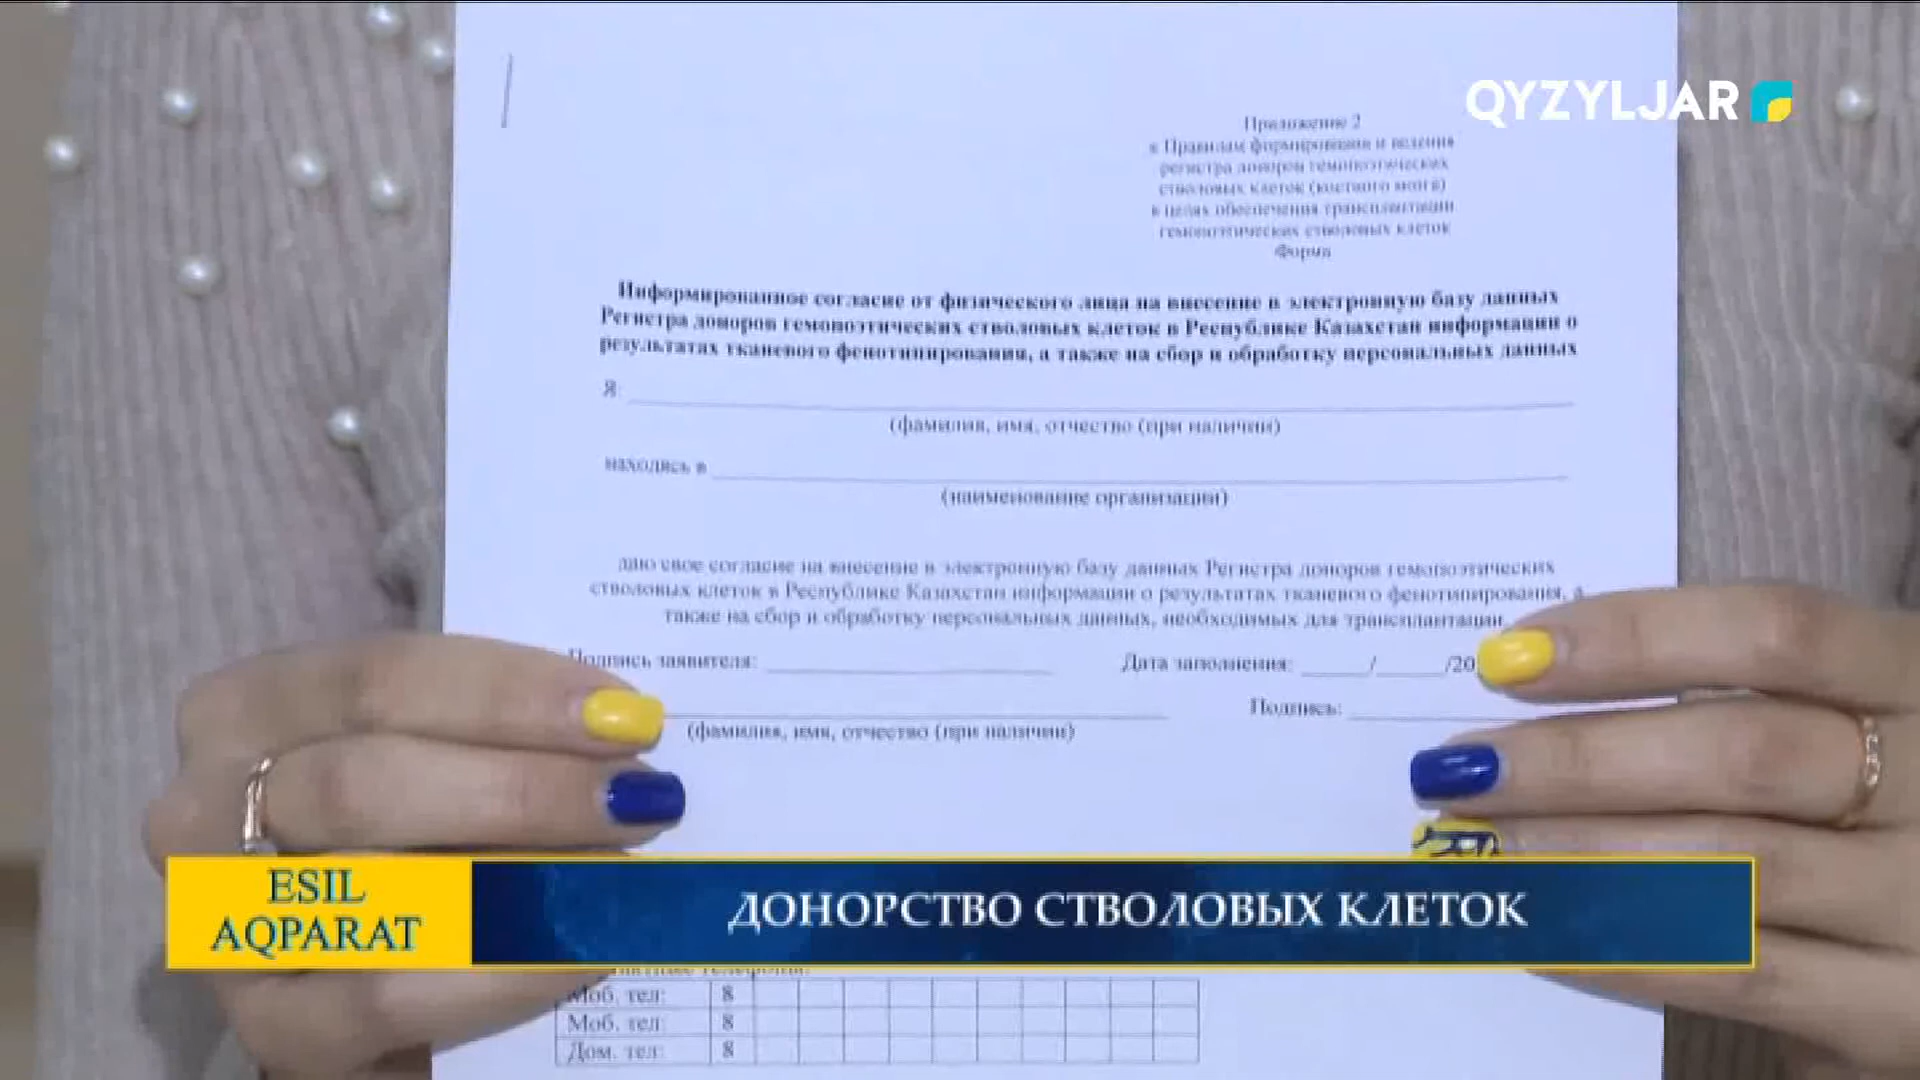 QYZYLJAR
Приложение 2
к Правилам формирования и ведения
регистра доноров гемопоэтических
стволовых клеток (костного мозга)
в целях обеспечения трансплантации
гемопоэтических стволовых клеток
Форма
Информированное согласие от физического лица на внесение в электронную базу данных
Регистра доноров гемопоэтических стволовых клеток в Республике Казахстан информации о
результатах тканевого фенотипирования, а также на сбор и обработку персональных данных
Я
(фамилия, имя, отчество (при наличии)
находясь в
(наименование организации)
даю свое согласие на внесение в электронную базу данных Регистра доноров гемопоэтических
стволовых клеток в Республике Казахстан информации о результатах тканевого фенотипирования, а
также на сбор и обработку персональных данных, необходимых для трансплантации.
Подпись заявителя: Дата заполнения: ____/____/20
Подпись:
(фамилия, имя, отчество (при наличии)
ESIL
AQPARAT
ДОНОРСТВО СТВОЛОВЫХ КЛЕТОК
Моб. тел: 8
Моб. тел: 8
Дом. тел: 8